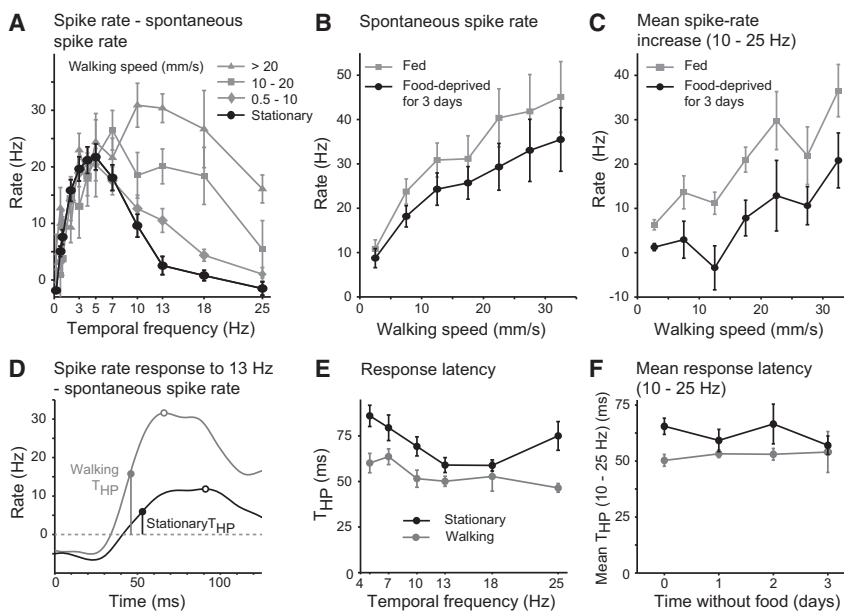 A
Spike rate - spontaneous
spike rate
Walking speed (mm/s)
> 20
10 - 20
0.5 - 10
Stationary
Rate (Hz)
30
20
10
0
0 3 5 7 10 13 18 25
Temporal frequency (Hz)
B
Spontaneous spike rate
Fed
Food-deprived
for 3 days
Rate (Hz)
50
40
30
20
10
0
0 10 20 30
Walking speed (mm/s)
C
Mean spike-rate
increase (10 - 25 Hz)
Fed
Food-deprived
for 3 days
Rate (Hz)
40
30
20
10
0
-10
0 10 20 30
Walking speed (mm/s)
D
Spike rate response to 13 Hz
- spontaneous spike rate
Rate (Hz)
30
20
10
0
Walking
THP
StationaryTHP
0 50 100
Time (ms)
E
Response latency
THP (ms)
75
50
25
0
Stationary
Walking
4 7 10 13 18 25
Temporal frequency (Hz)
F
Mean response latency
(10 - 25 Hz)
Mean THP (10 - 25 Hz) (ms)
75
50
25
0
0 1 2 3
Time without food (days)